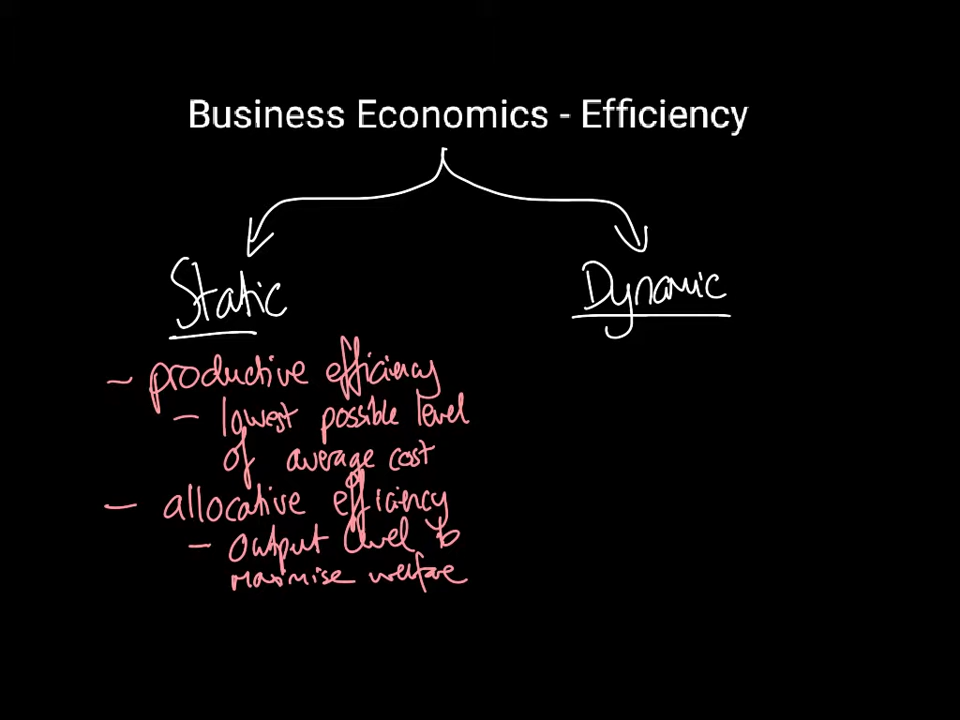 Business Economics - Efficiency
Static
Dynamic
- productive efficiency
- lowest possible level
of average cost
- allocative efficiency
- output level to
maximise welfare